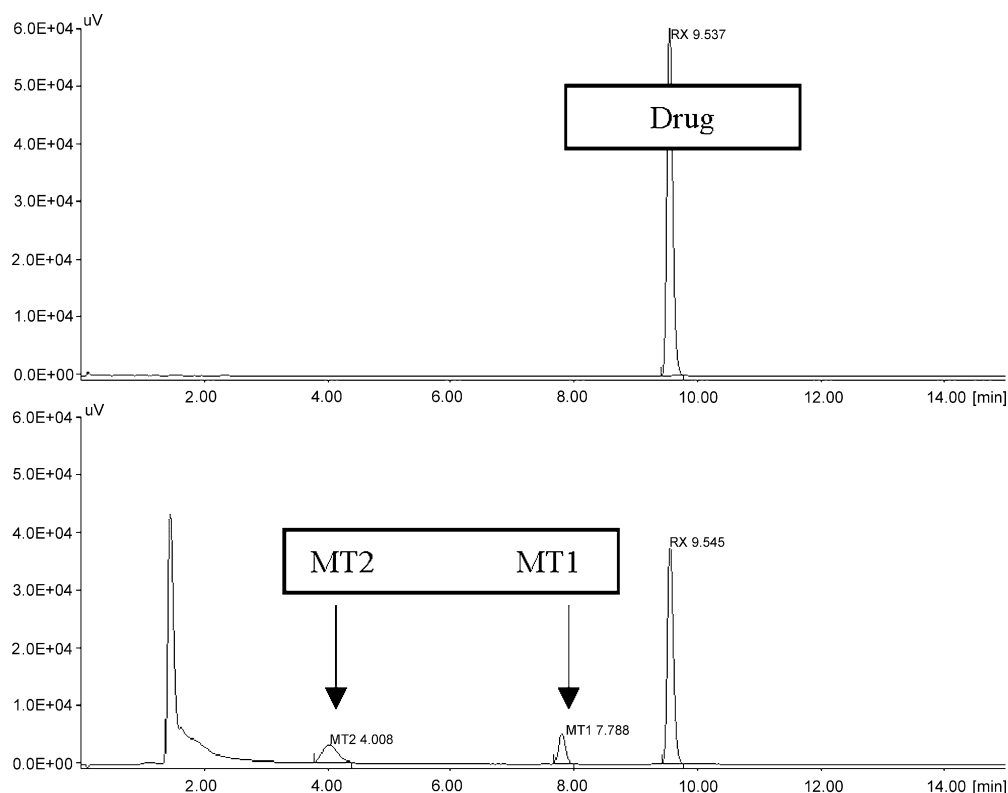 uV
6.0E+04
RX 9.537
5.0E+04
Drug
4.0E+04
3.0E+04
2.0E+04
1.0E+04
0.0E+00
2.00 4.00 6.00 8.00 10.00 12.00 14.00 [min]
uV
6.0E+04
5.0E+04
4.0E+04
MT2 MT1
RX 9.545
3.0E+04
2.0E+04
1.0E+04
MT2 4.008
MT1 7.788
0.0E+00
2.00 4.00 6.00 8.00 10.00 12.00 14.00 [min]